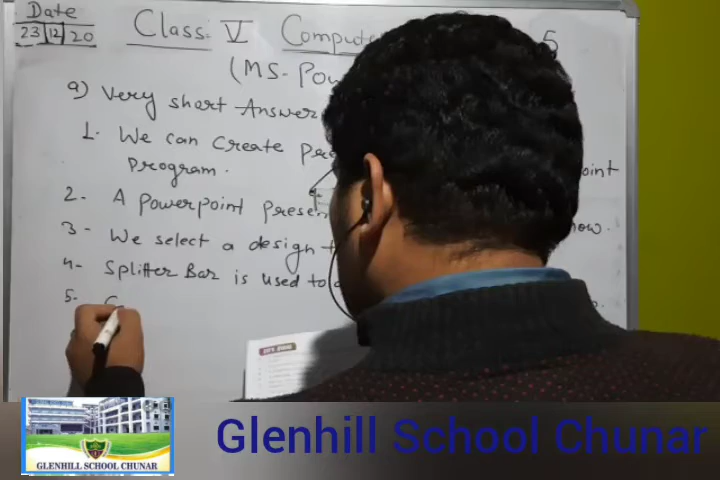 Date
23 12 20
Class: V Compute 5
(MS- Pow
a) Very short Answer
1. We can create pre oint
program.
2- A powerpoint presen
3- We select a design t how.
4- Splitter Bar is used to
5-
GLENHILL SCHOOL CHUNAR
Glenhill School Chunar